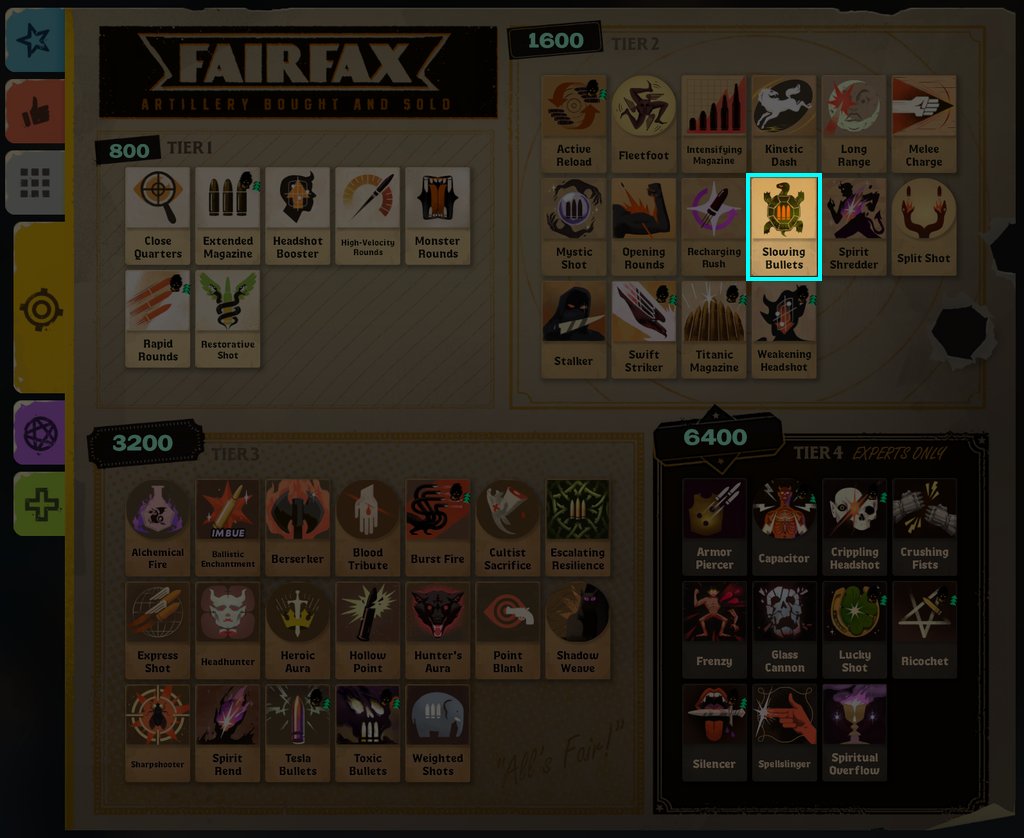 FAIRFAX
ARTILLERY BOUGHT AND SOLD
800 TIER 1
Close Quarters
Extended Magazine
Headshot Booster
High-Velocity Rounds
Monster Rounds
Rapid Rounds
Restorative Shot
1600 TIER 2
Active Reload
Fleetfoot
Intensifying Magazine
Kinetic Dash
Long Range
Melee Charge
Mystic Shot
Opening Rounds
Recharging Rush
Slowing Bullets
Spirit Shredder
Split Shot
Stalker
Swift Striker
Titanic Magazine
Weakening Headshot
3200 TIER 3
Alchemical Fire
IMBUE
Ballistic Enchantment
Berserker
Blood Tribute
Burst Fire
Cultist Sacrifice
Escalating Resilience
Express Shot
Headhunter
Heroic Aura
Hollow Point
Hunter's Aura
Point Blank
Shadow Weave
Sharpshooter
Spirit Rend
Tesla Bullets
Toxic Bullets
Weighted Shots
"All's Fair!"
6400 TIER 4 EXPERTS ONLY
Armor Piercer
Capacitor
Crippling Headshot
Crushing Fists
Frenzy
Glass Cannon
Lucky Shot
Ricochet
Silencer
Spellslinger
Spiritual Overflow